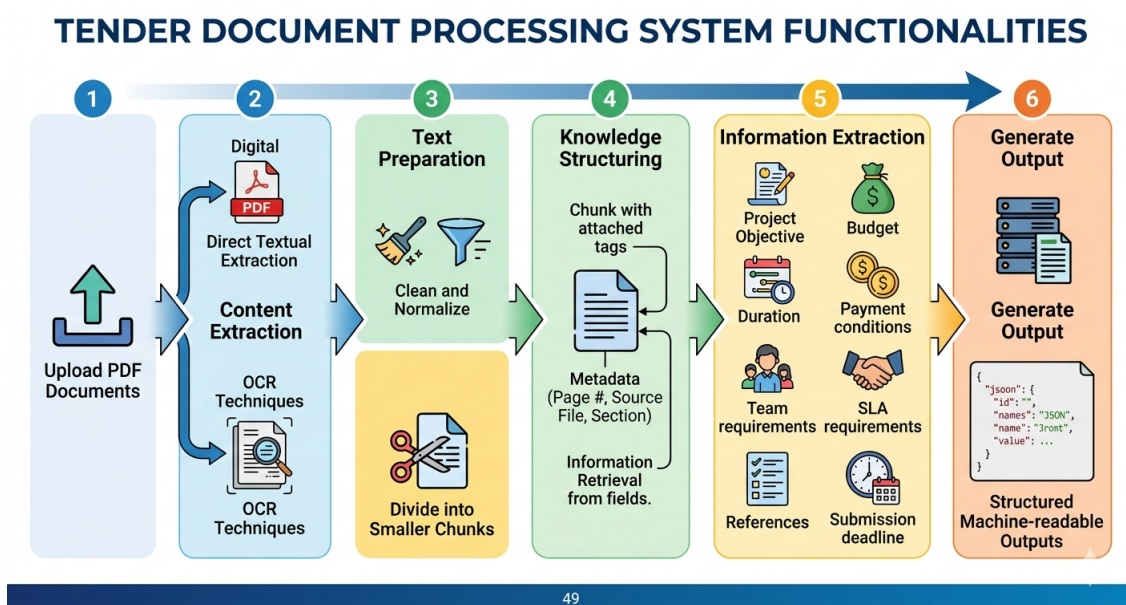 TENDER DOCUMENT PROCESSING SYSTEM FUNCTIONALITIES
1
2
3
4
5
6
Upload PDF
Documents
Digital
PDF
Direct Textual
Extraction
Content
Extraction
OCR
Techniques
OCR
Techniques
Text
Preparation
Clean and
Normalize
Divide into
Smaller Chunks
Knowledge
Structuring
Chunk with
attached
tags
Metadata
(Page #, Source
File, Section)
Information
Retrieval
from fields.
Information Extraction
Project
Objective
Budget
Duration
Payment
conditions
Team
requirements
SLA
requirements
References
Submission
deadline
Generate
Output
Generate
Output
{
"jsoon": {
"id": "",
"names": "JSON",
"name": "3ront",
"value": ...
}
}
Structured
Machine-readable
Outputs
49